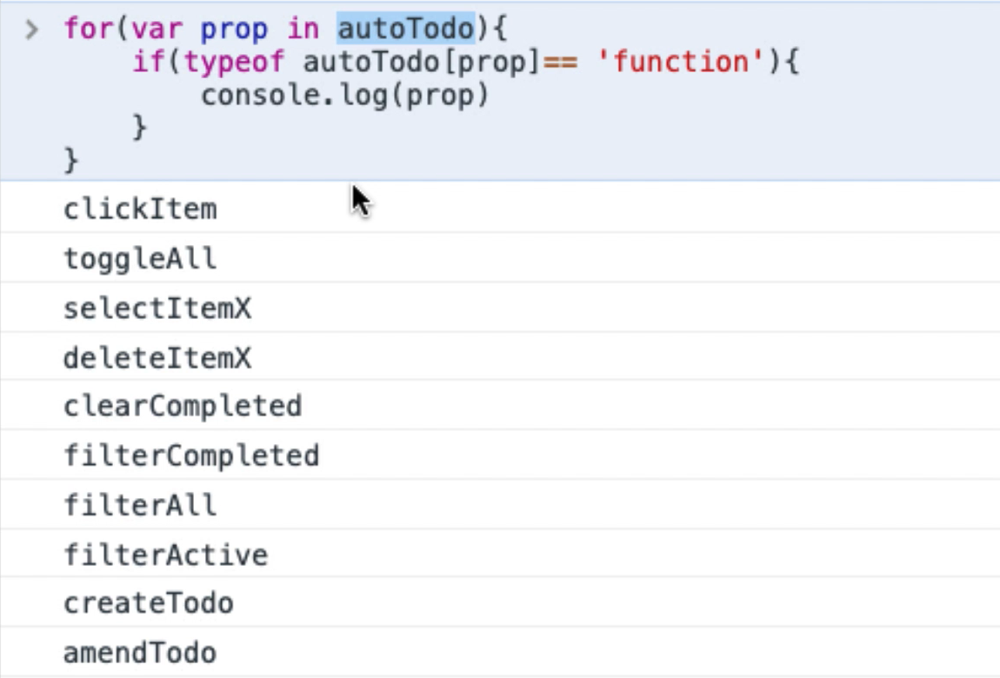 > for(var prop in autoTodo){
    if(typeof autoTodo[prop]== 'function'){
        console.log(prop)
    }
}
clickItem
toggleAll
selectItemX
deleteItemX
clearCompleted
filterCompleted
filterAll
filterActive
createTodo
amendTodo